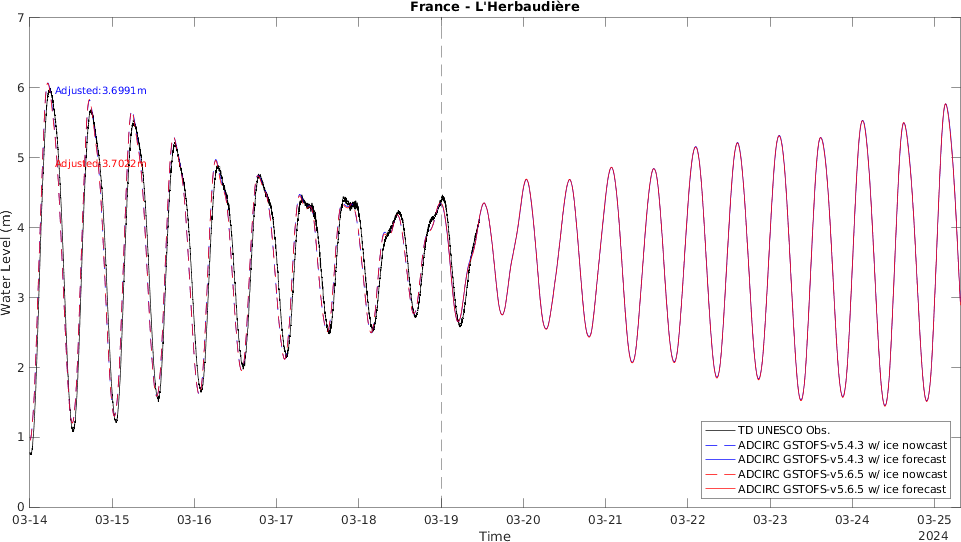 France - L'Herbaudière
7
6
5
4
3
2
1
0
Water Level (m)
Adjusted:3.6991m
Adjusted:3.7022m
TD UNESCO Obs.
ADCIRC GSTOFS-v5.4.3 w/ ice nowcast
ADCIRC GSTOFS-v5.4.3 w/ ice forecast
ADCIRC GSTOFS-v5.6.5 w/ ice nowcast
ADCIRC GSTOFS-v5.6.5 w/ ice forecast
03-14 03-15 03-16 03-17 03-18 03-19 03-20 03-21 03-22 03-23 03-24 03-25
Time
2024